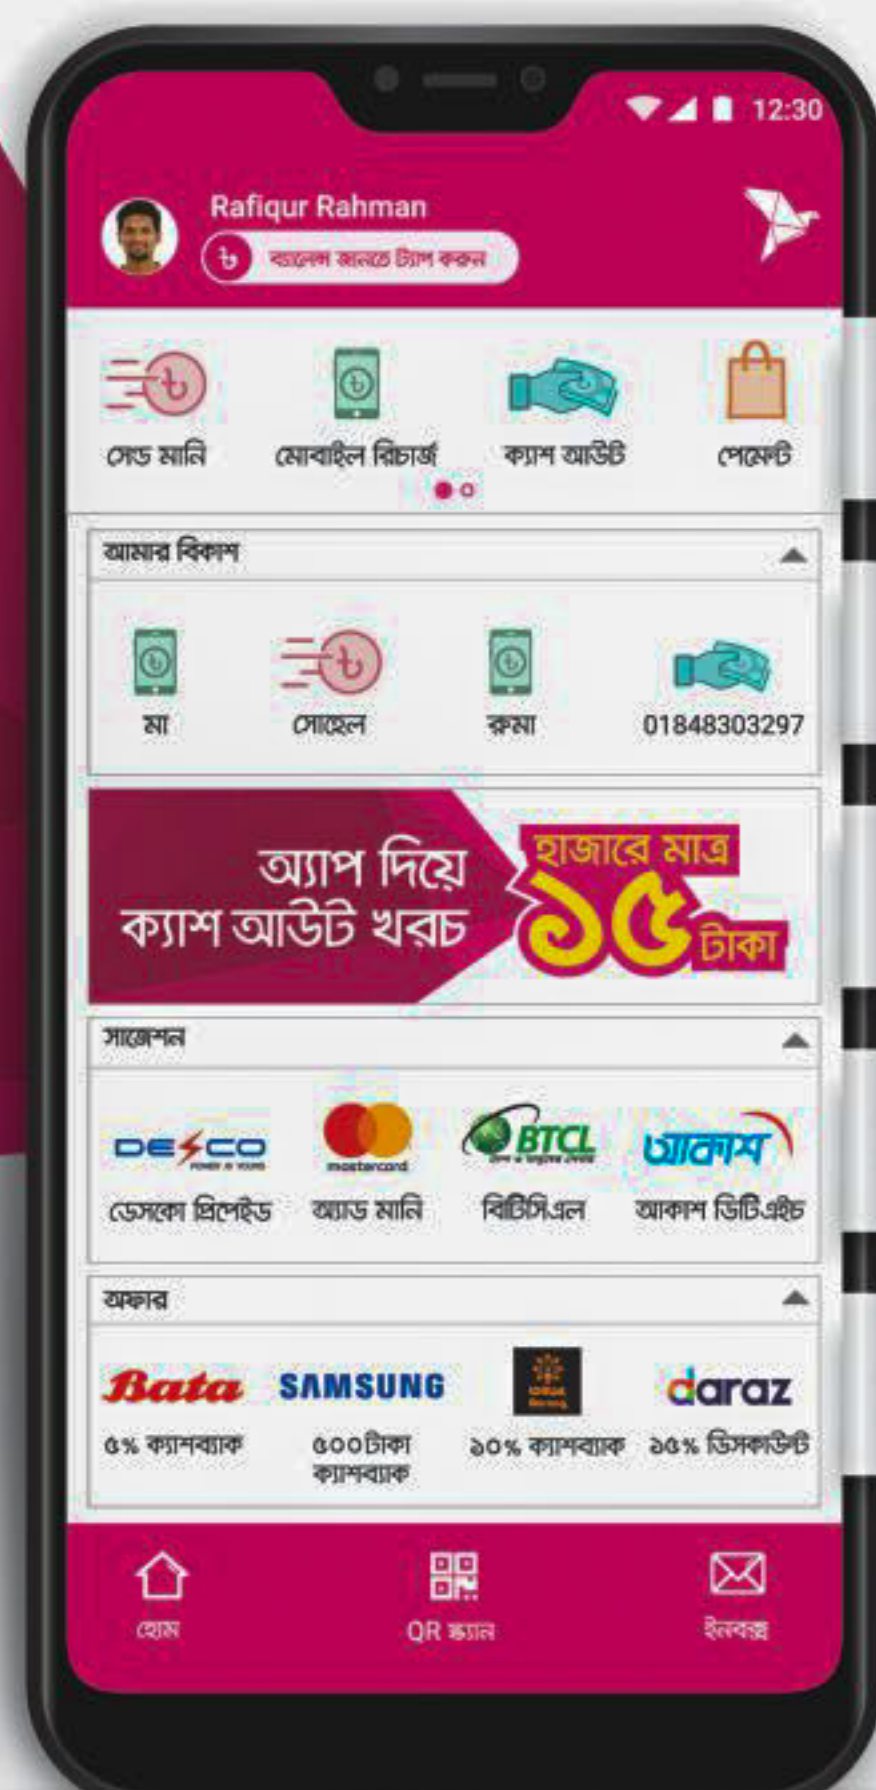 12:30
Rafiqur Rahman
ব্যালেন্স জানতে ট্যাপ করুন
সেন্ড মানি
মোবাইল রিচার্জ
ক্যাশ আউট
পেমেন্ট
আমার বিকাশ
মা
সোহেল
রুমা
01848303297
অ্যাপ দিয়ে
ক্যাশ আউট খরচ
হাজারে মাত্র
১৫
টাকা
সাজেশন
DESCO
mastercard
BTCL
আকাশ
ডেসকো প্রিপেইড
অ্যাড মানি
বিটিসিএল
আকাশ ডিটিএইচ
অফার
Bata
SAMSUNG
daraz
৫% ক্যাশব্যাক
৫০০টাকা
ক্যাশব্যাক
১০% ক্যাশব্যাক
১৫% ডিসকাউন্ট
হোম
QR স্ক্যান
ইনবক্স